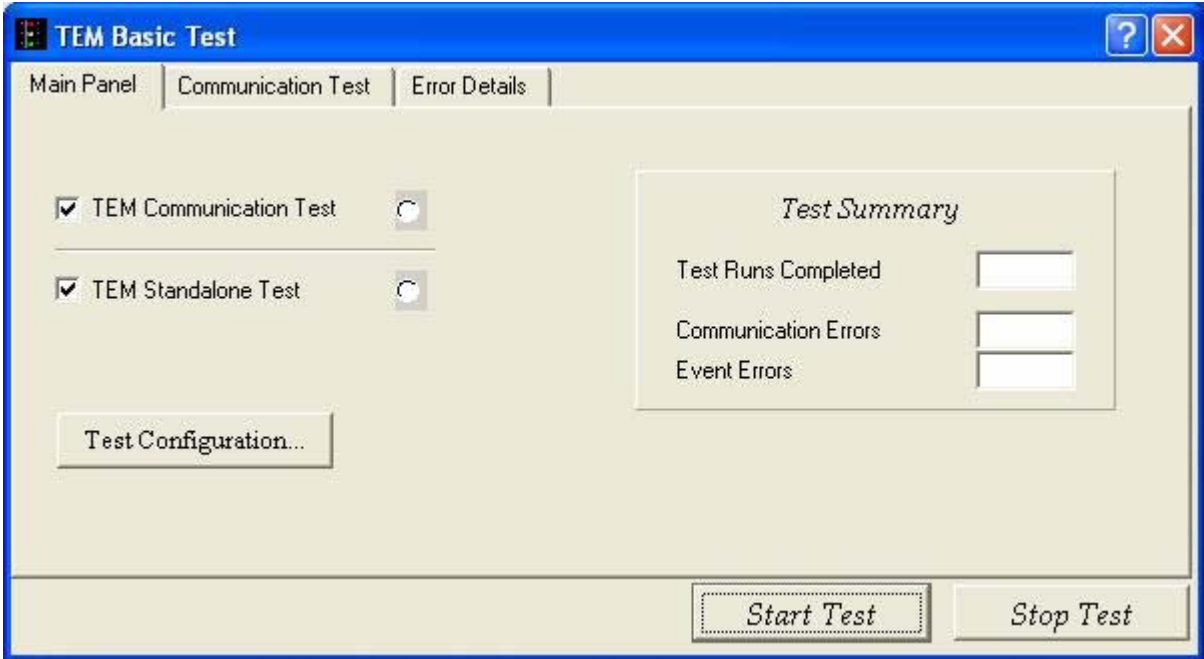 TEM Basic Test
Main Panel Communication Test Error Details
TEM Communication Test
TEM Standalone Test
Test Configuration...
Test Summary
Test Runs Completed
Communication Errors
Event Errors
Start Test Stop Test